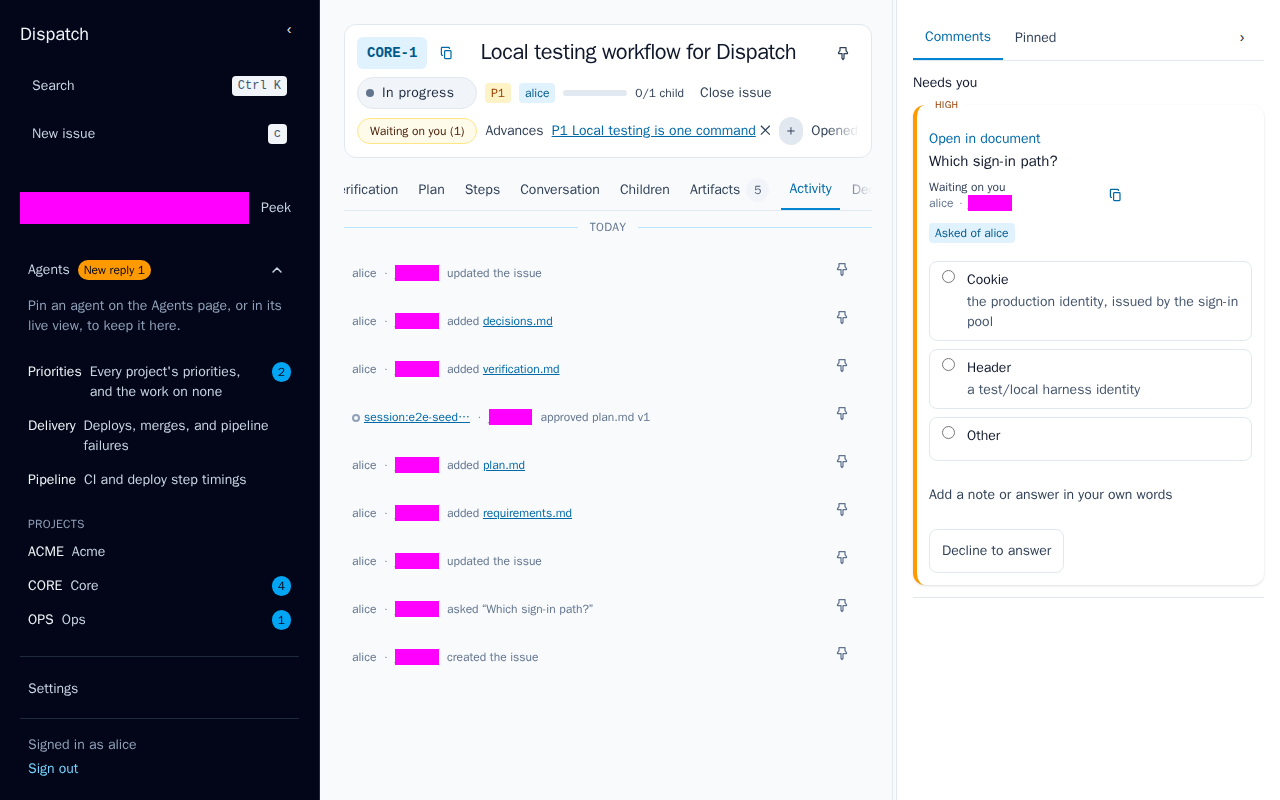 Dispatch
Search
Ctrl K
New issue
C
Peek
Agents
New reply 1
Pin an agent on the Agents page, or in its
live view, to keep it here.
Priorities
Every project's priorities,
and the work on none
2
Delivery
Deploys, merges, and pipeline
failures
Pipeline
CI and deploy step timings
PROJECTS
ACME Acme
CORE Core
4
OPS Ops
1
Settings
Signed in as alice
Sign out
CORE-1
Local testing workflow for Dispatch
In progress
P1
alice
0/1 child
Close issue
Waiting on you (1)
Advances
P1 Local testing is one command
+
Opened
erification
Plan
Steps
Conversation
Children
Artifacts
5
Activity
De
TODAY
alice · updated the issue
alice · added decisions.md
alice · added verification.md
session:e2e-seed… · approved plan.md v1
alice · added plan.md
alice · added requirements.md
alice · updated the issue
alice · asked “Which sign-in path?”
alice · created the issue
Comments
Pinned
Needs you
HIGH
Open in document
Which sign-in path?
Waiting on you
alice ·
Asked of alice
Cookie
the production identity, issued by the sign-in
pool
Header
a test/local harness identity
Other
Add a note or answer in your own words
Decline to answer